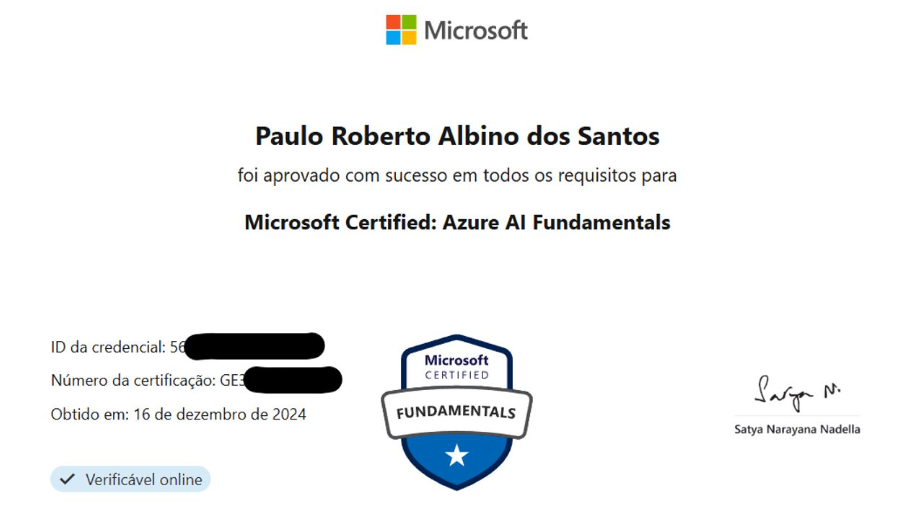 Microsoft
Paulo Roberto Albino dos Santos
foi aprovado com sucesso em todos os requisitos para
Microsoft Certified: Azure AI Fundamentals
ID da credencial: 56
Número da certificação: GE3
Obtido em: 16 de dezembro de 2024
Verificável online
Microsoft
CERTIFIED
FUNDAMENTALS
Satya N.
Satya Narayana Nadella